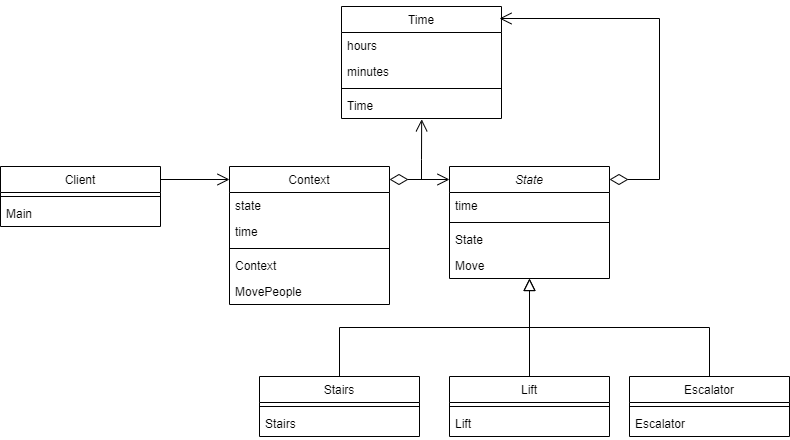 Time
hours
minutes
Time
Client
Main
Context
state
time
Context
MovePeople
State
time
State
Move
Stairs
Stairs
Lift
Lift
Escalator
Escalator